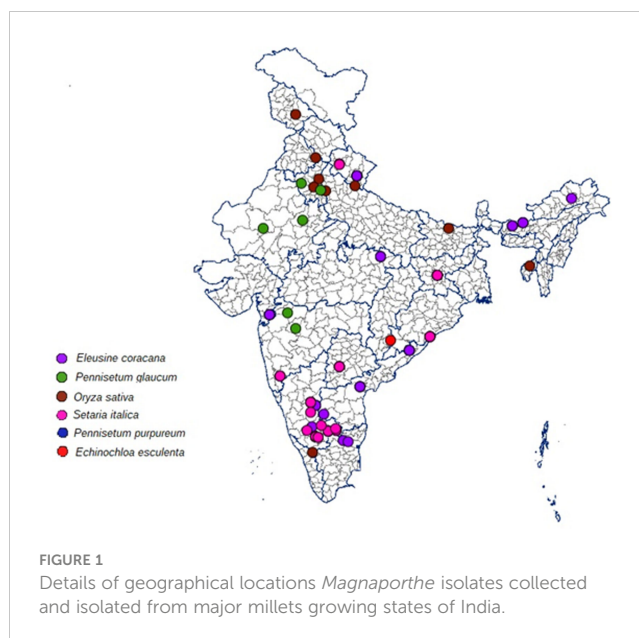 Eleusine coracana
Pennisetum glaucum
Oryza sativa
Setaria italica
Pennisetum purpureum
Echinochloa esculenta
FIGURE 1
Details of geographical locations Magnaporthe isolates collected
and isolated from major millets growing states of India.